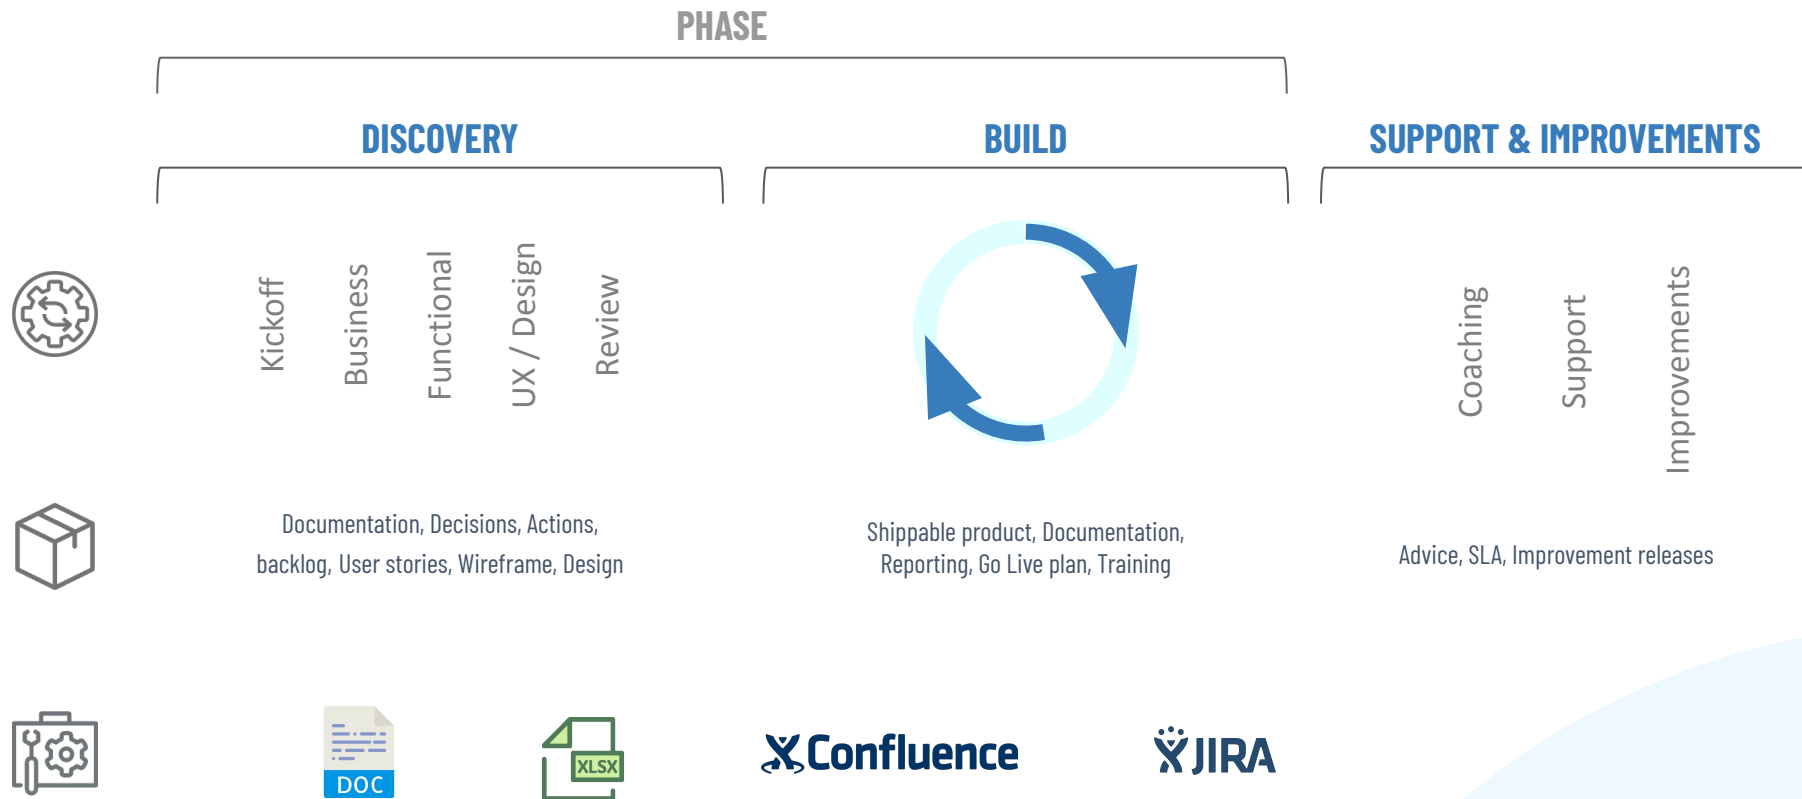 PHASE
DISCOVERY
BUILD
SUPPORT & IMPROVEMENTS
Kickoff
Business
Functional
UX / Design
Review
Coaching
Support
Improvements
Documentation, Decisions, Actions,
backlog, User stories, Wireframe, Design
Shippable product, Documentation,
Reporting, Go Live plan, Training
Advice, SLA, Improvement releases
DOC
XLSX
Confluence
JIRA